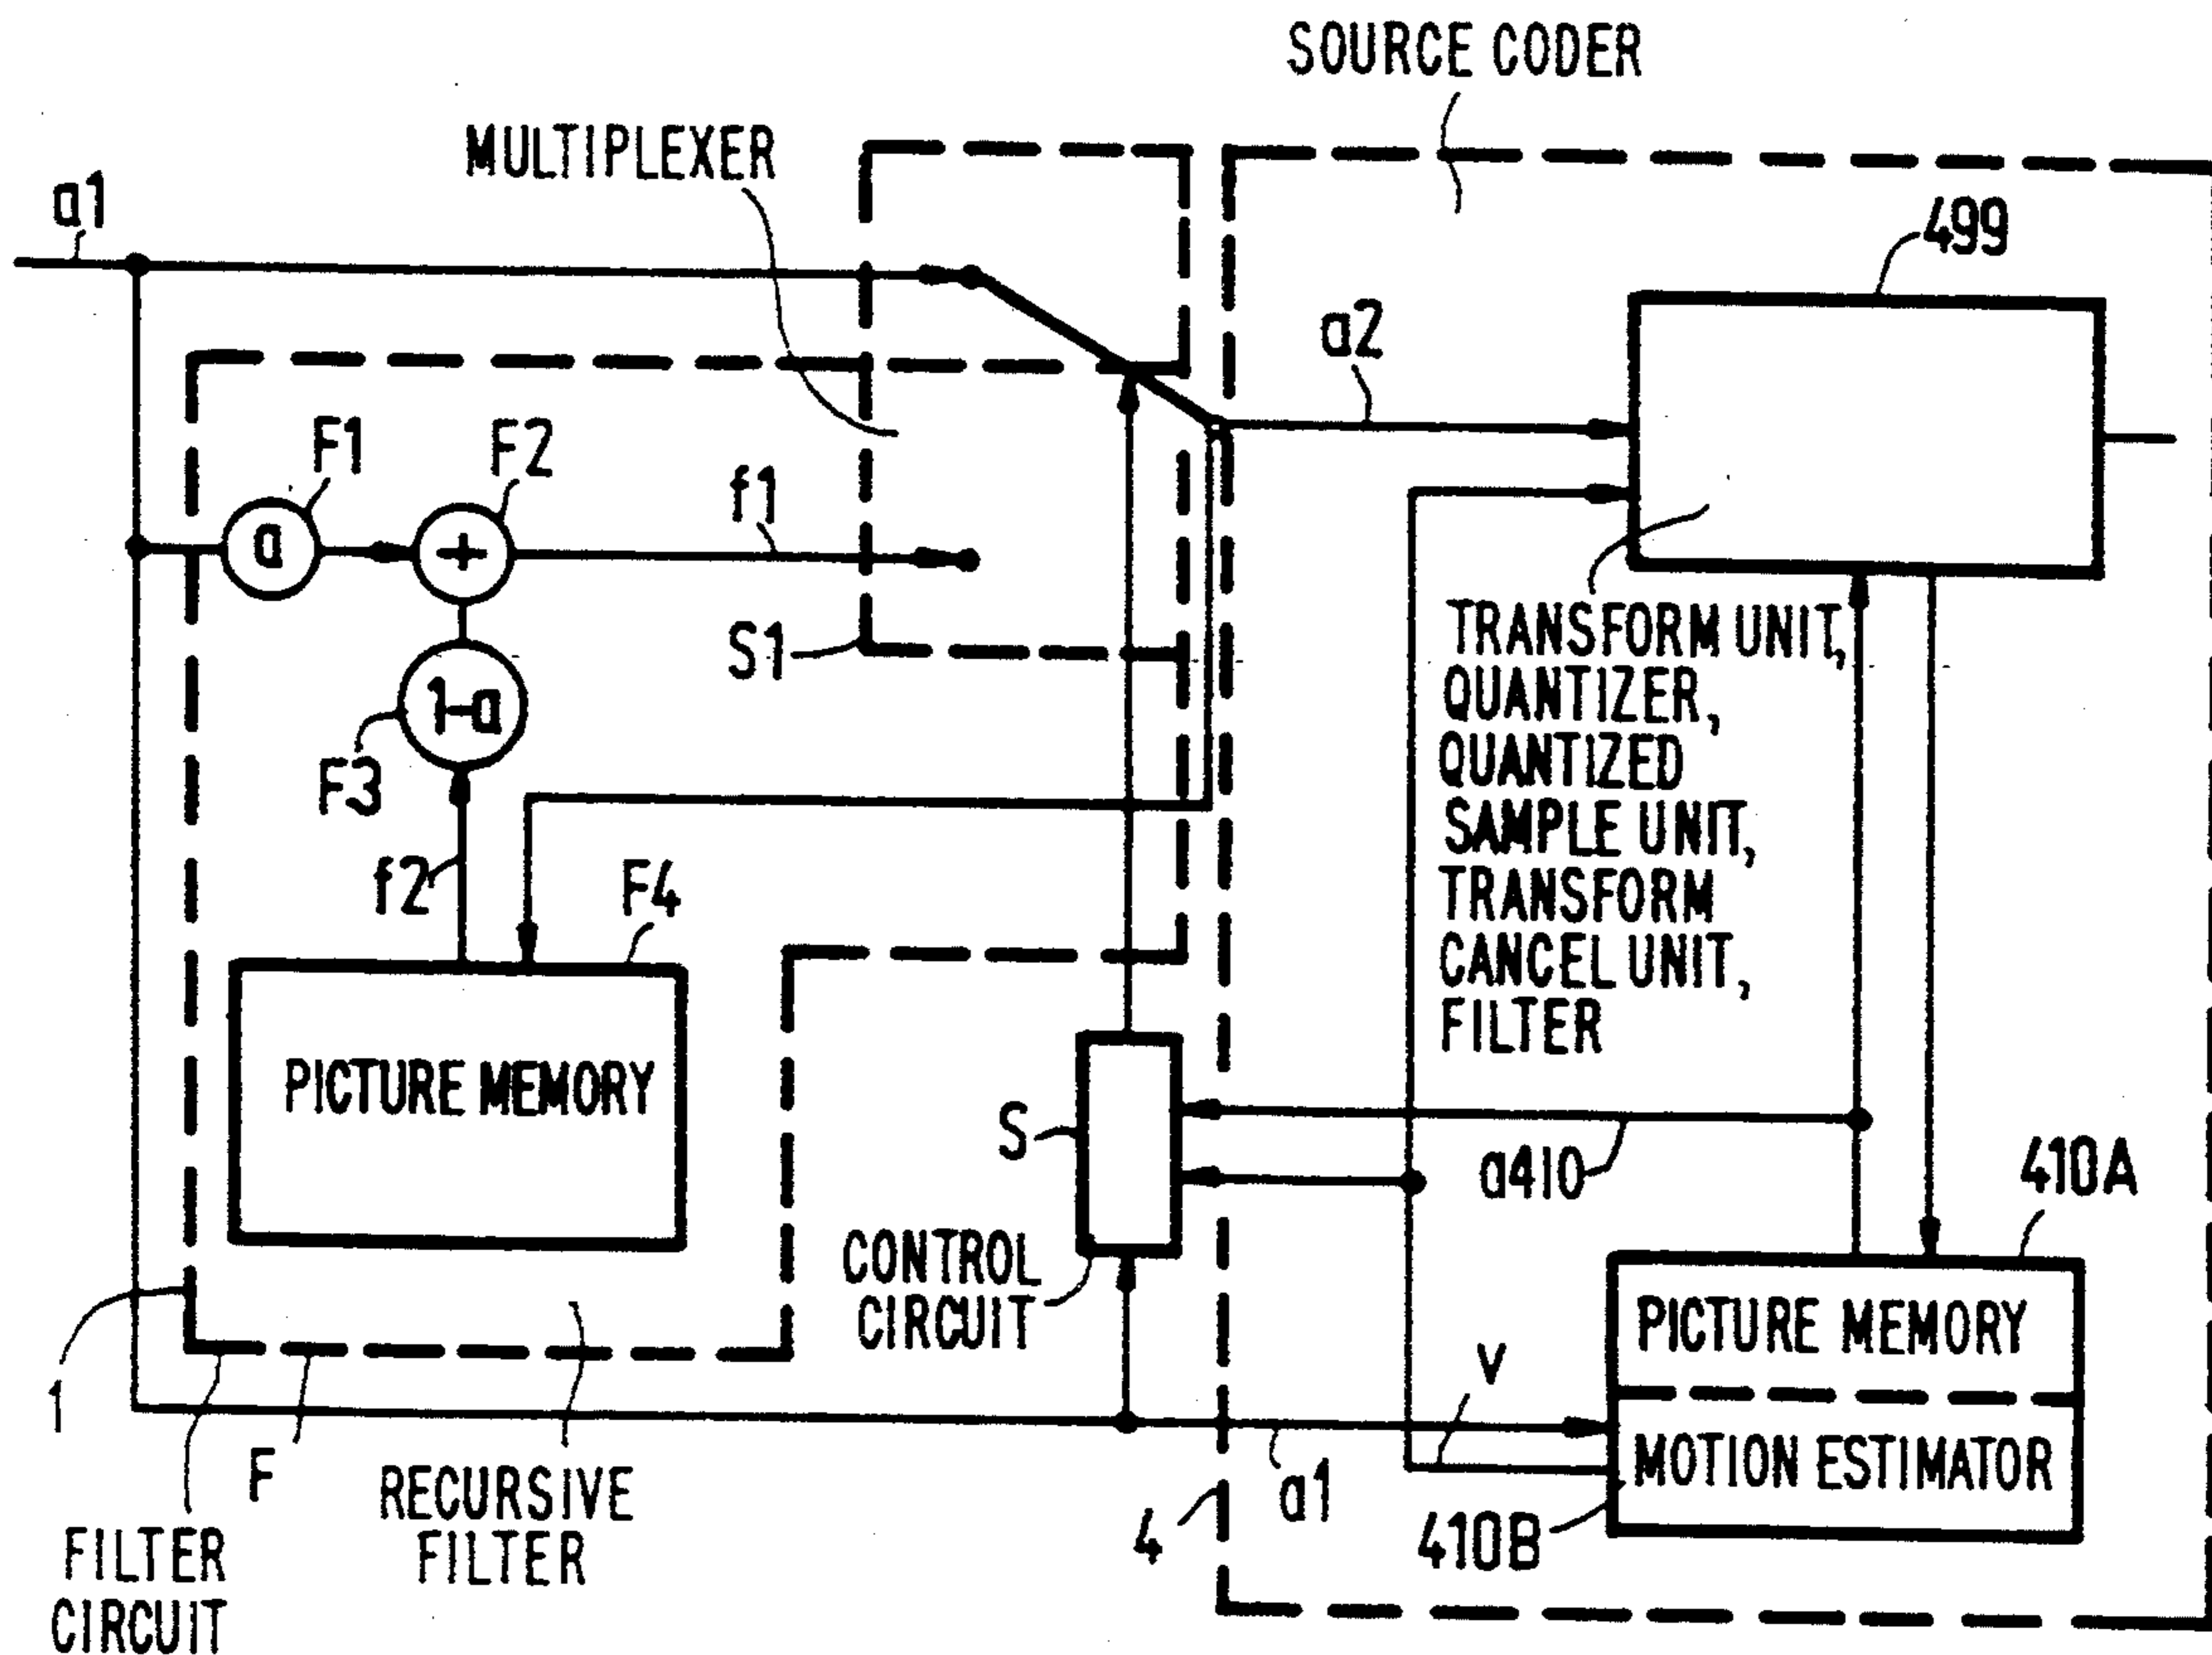 SOURCE CODER
MULTIPLEXER
a1
499
a2
F1
F2
f1
a
+
S1
1-a
F3
TRANSFORM UNIT,
QUANTIZER,
QUANTIZED
SAMPLE UNIT,
TRANSFORM
CANCEL UNIT,
FILTER
f2
F4
PICTURE MEMORY
S
a410
410A
CONTROL
CIRCUIT
PICTURE MEMORY
V
1
F
MOTION ESTIMATOR
a1
4
410B
RECURSIVE
FILTER
FILTER
CIRCUIT